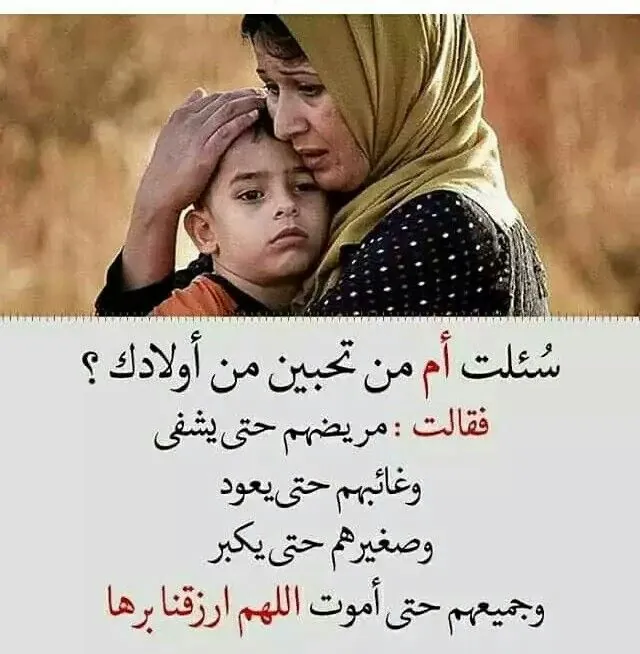 سُئلت أم من تحبين من أولادك ؟
فقالت : مريضهم حتى يشفى
وغائبهم حتى يعود
وصغيرهم حتى يكبر
وجميعهم حتى أموت اللهم ارزقنا برها